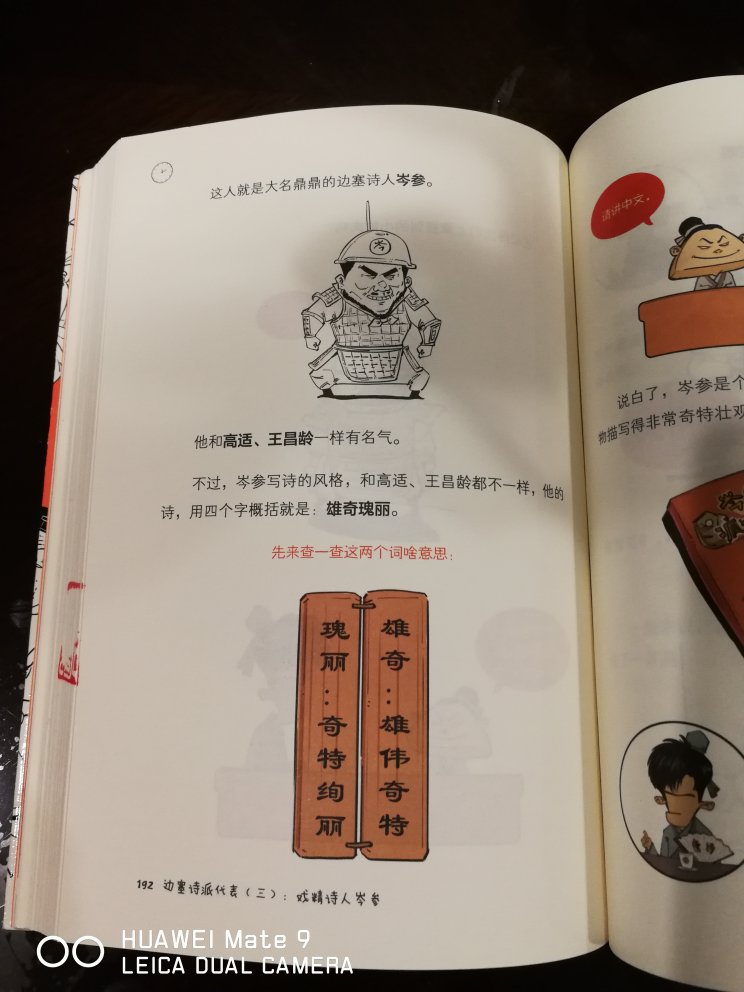 这人就是大名鼎鼎的边塞诗人岑参。
岑
他和高适、王昌龄一样有名气。
不过，岑参写诗的风格，和高适、王昌龄都不一样，他的
诗，用四个字概括就是：雄奇瑰丽。
先来查一查这两个词啥意思：
雄奇：雄伟奇特
瑰丽：奇特绚丽
192 边塞诗派代表（三）：戏精诗人岑参
请讲中文。
说白了，岑参是个
物描写得非常奇特壮观
HUAWEI Mate 9
LEICA DUAL CAMERA